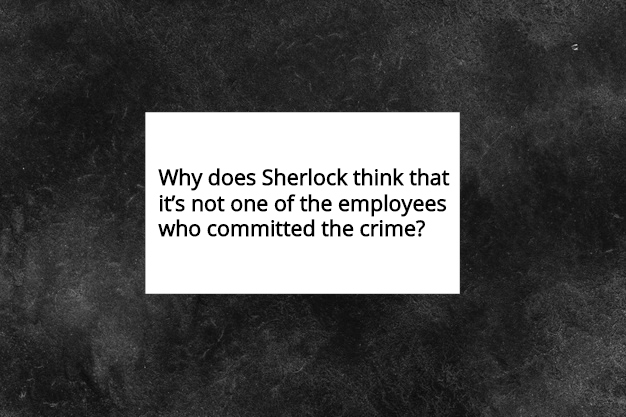 Why does Sherlock think that
it’s not one of the employees
who committed the crime?